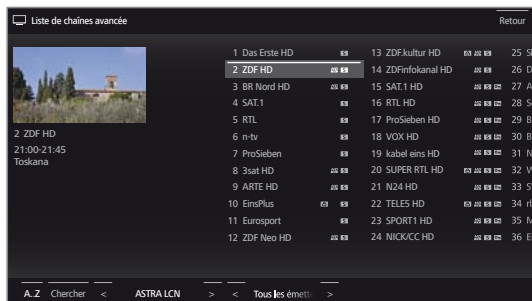 Liste de chaînes avancée
Retour
2 ZDF HD
21:00-21:45
Toskana
1 Das Erste HD
2 ZDF HD
3 BR Nord HD
4 SAT.1
5 RTL
6 n-tv
7 ProSieben
8 3sat HD
9 ARTE HD
10 EinsPlus
11 Eurosport
12 ZDF Neo HD
13 ZDF.kultur HD
14 ZDFinfokanal HD
15 SAT.1 HD
16 RTL HD
17 ProSieben HD
18 VOX HD
19 kabel eins HD
20 SUPER RTL HD
21 N24 HD
22 TELE5 HD
23 SPORT1 HD
24 NICK/CC HD
25
26
27
28
29
30
31
32
33
34
35
36
A..Z Chercher < ASTRA LCN > < Tous les émett >